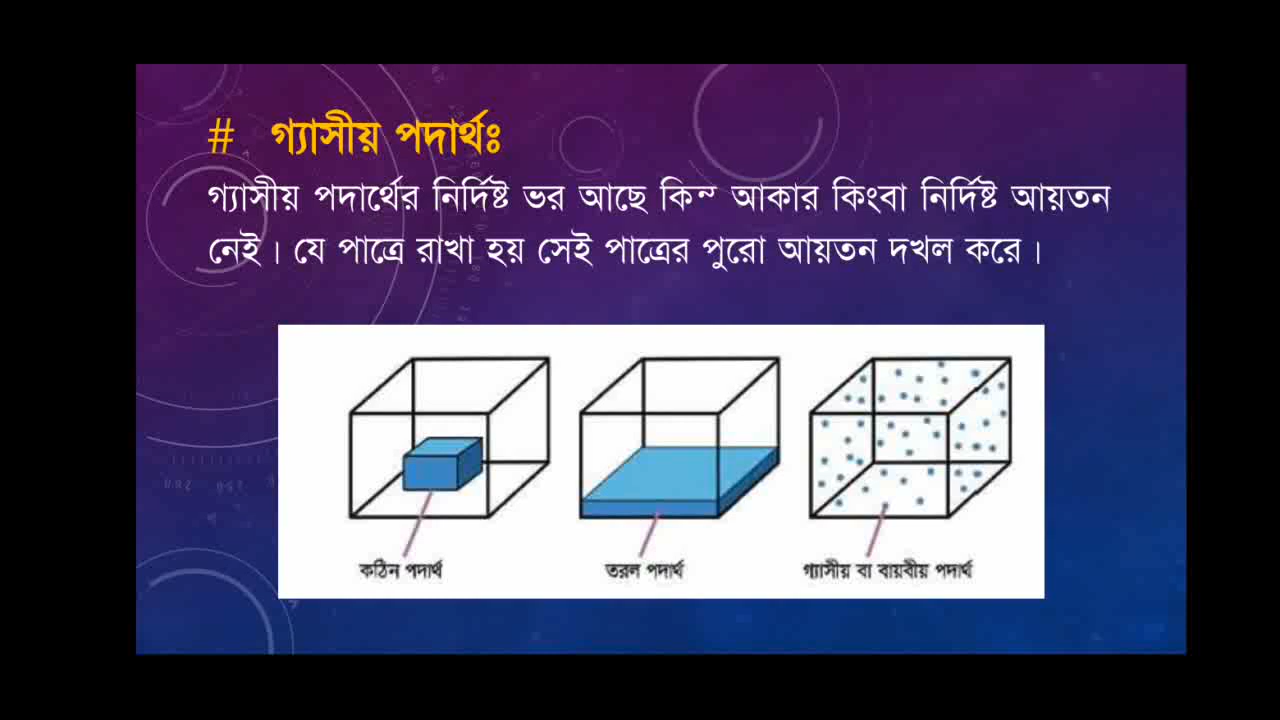 # গ্যাসীয় পদার্থঃ
গ্যাসীয় পদার্থের নির্দিষ্ট ভর আছে আকার কিংবা নির্দিষ্ট আয়তন
নেই। যে পাত্রে রাখা হয় সেই পাত্রের পুরো আয়তন দখল করে।
কঠিন পদার্থ
তরল পদার্থ
গ্যাসীয় বা বায়বীয় পদার্থ